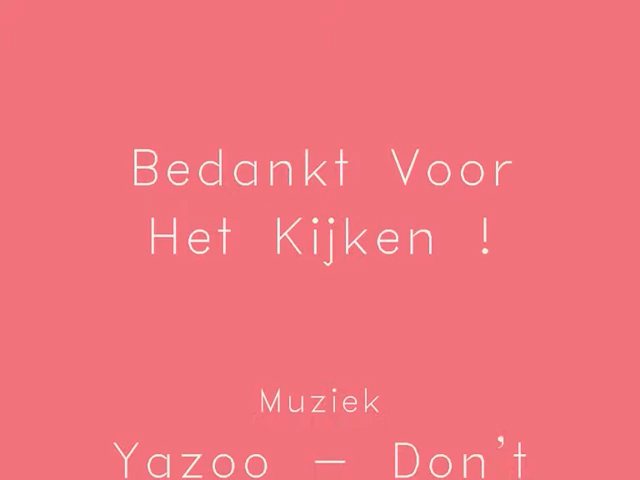 Bedankt Voor
Het Kijken !
Muziek
Yazoo – Don't